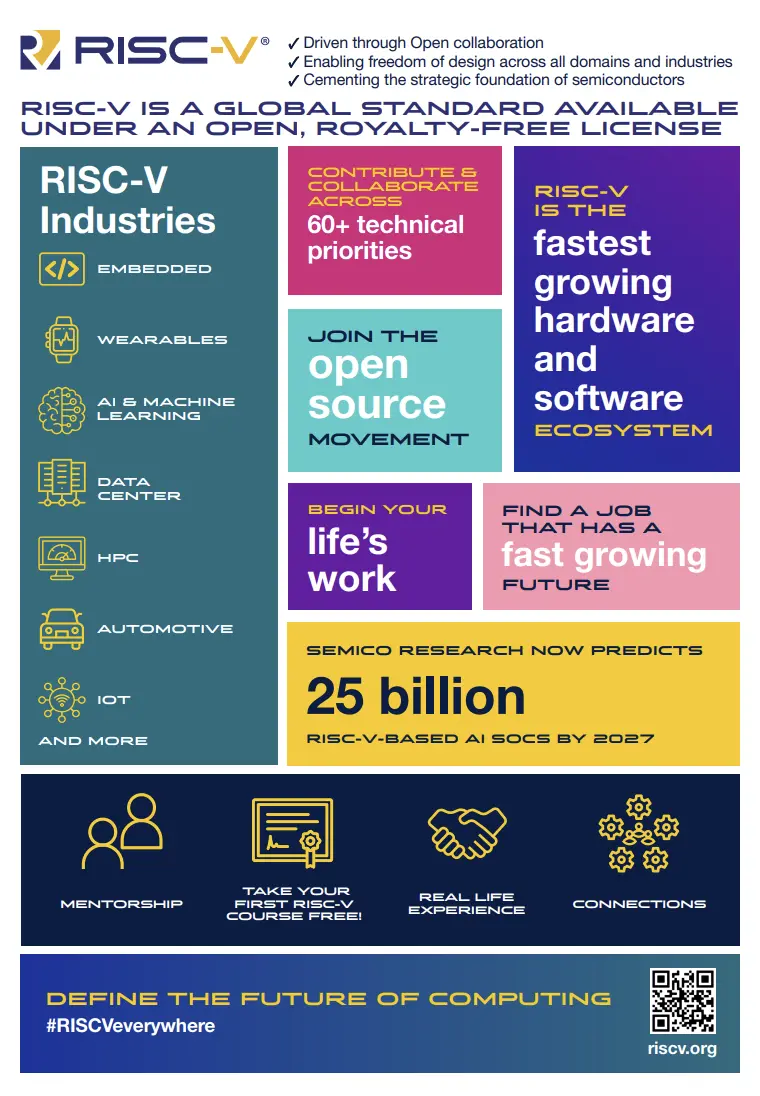 RISC-V®
✓ Driven through Open collaboration
✓ Enabling freedom of design across all domains and industries
✓ Cementing the strategic foundation of semiconductors
RISC-V IS A GLOBAL STANDARD AVAILABLE
UNDER AN OPEN, ROYALTY-FREE LICENSE
RISC-V
Industries
EMBEDDED
WEARABLES
AI & MACHINE
LEARNING
DATA
CENTER
HPC
AUTOMOTIVE
IOT
AND MORE
CONTRIBUTE &
COLLABORATE
ACROSS
60+ technical
priorities
RISC-V
IS THE
fastest
growing
hardware
and
software
ECOSYSTEM
JOIN THE
open
source
MOVEMENT
BEGIN YOUR
life's
work
FIND A JOB
THAT HAS A
fast growing
FUTURE
SEMICO RESEARCH NOW PREDICTS
25 billion
RISC-V-BASED AI SOCS BY 2027
MENTORSHIP
TAKE YOUR
FIRST RISC-V
COURSE FREE!
REAL LIFE
EXPERIENCE
CONNECTIONS
DEFINE THE FUTURE OF COMPUTING
#RISCVeverywhere
riscv.org